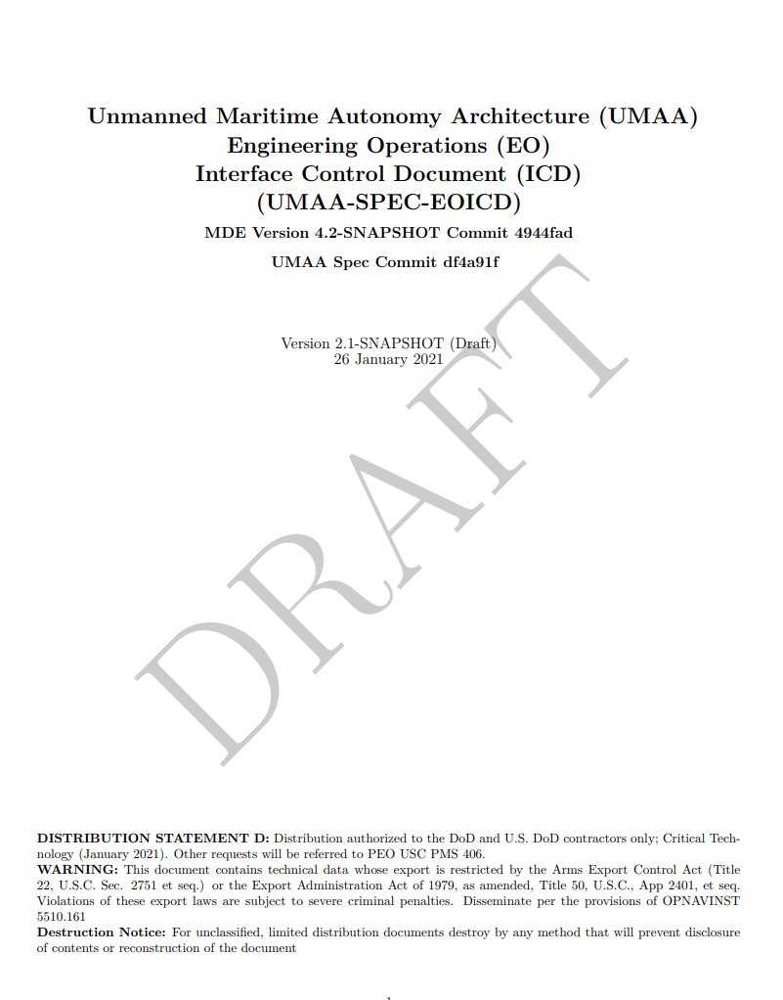 Unmanned Maritime Autonomy Architecture (UMAA)
Engineering Operations (EO)
Interface Control Document (ICD)
(UMAA-SPEC-EOICD)
MDE Version 4.2-SNAPSHOT Commit 4944fad
UMAA Spec Commit df4a91f
Version 2.1-SNAPSHOT (Draft)
26 January 2021
DRAFT
DISTRIBUTION STATEMENT D: Distribution authorized to the DoD and U.S. DoD contractors only; Critical Tech-
nology (January 2021). Other requests will be referred to PEO USC PMS 406.
WARNING: This document contains technical data whose export is restricted by the Arms Export Control Act (Title
22, U.S.C. Sec. 2751 et seq.) or the Export Administration Act of 1979, as amended, Title 50, U.S.C., App 2401, et seq.
Violations of these export laws are subject to severe criminal penalties. Disseminate per the provisions of OPNAVINST
5510.161
Destruction Notice: For unclassified, limited distribution documents destroy by any method that will prevent disclosure
of contents or reconstruction of the document